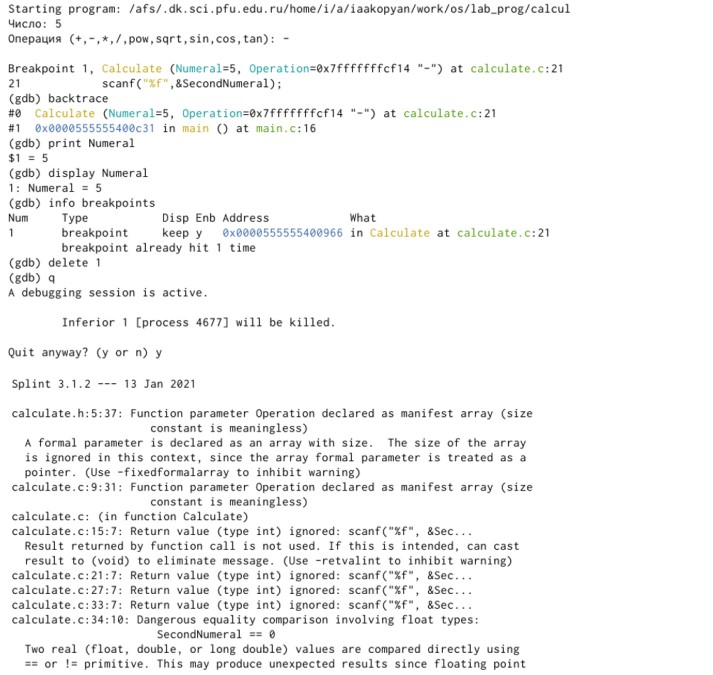 Starting program: /afs/.dk.sci.pfu.edu.ru/home/i/a/iaakopyan/work/os/lab_prog/calcul
Число: 5
Операция (+,-,*,/,pow,sqrt,sin,cos,tan): -
Breakpoint 1, Calculate (Numeral=5, Operation=0x7fffffffcf14 "-") at calculate.c:21
21 scanf("%f",&SecondNumeral);
(gdb) backtrace
#0 Calculate (Numeral=5, Operation=0x7fffffffcf14 "-") at calculate.c:21
#1 0x0000555555400c31 in main () at main.c:16
(gdb) print Numeral
$1 = 5
(gdb) display Numeral
1: Numeral = 5
(gdb) info breakpoints
Num Type Disp Enb Address What
1 breakpoint keep y 0x0000555555400966 in Calculate at calculate.c:21
breakpoint already hit 1 time
(gdb) delete 1
(gdb) q
A debugging session is active.
Inferior 1 [process 4677] will be killed.
Quit anyway? (y or n) y
Splint 3.1.2 --- 13 Jan 2021
calculate.h:5:37: Function parameter Operation declared as manifest array (size
constant is meaningless)
A formal parameter is declared as an array with size. The size of the array
is ignored in this context, since the array formal parameter is treated as a
pointer. (Use -fixedformalarray to inhibit warning)
calculate.c:9:31: Function parameter Operation declared as manifest array (size
constant is meaningless)
calculate.c: (in function Calculate)
calculate.c:15:7: Return value (type int) ignored: scanf("%f", &Sec...
Result returned by function call is not used. If this is intended, can cast
result to (void) to eliminate message. (Use -retvalint to inhibit warning)
calculate.c:21:7: Return value (type int) ignored: scanf("%f", &Sec...
calculate.c:27:7: Return value (type int) ignored: scanf("%f", &Sec...
calculate.c:33:7: Return value (type int) ignored: scanf("%f", &Sec...
calculate.c:34:10: Dangerous equality comparison involving float types:
SecondNumeral == 0
Two real (float, double, or long double) values are compared directly using
== or != primitive. This may produce unexpected results since floating point